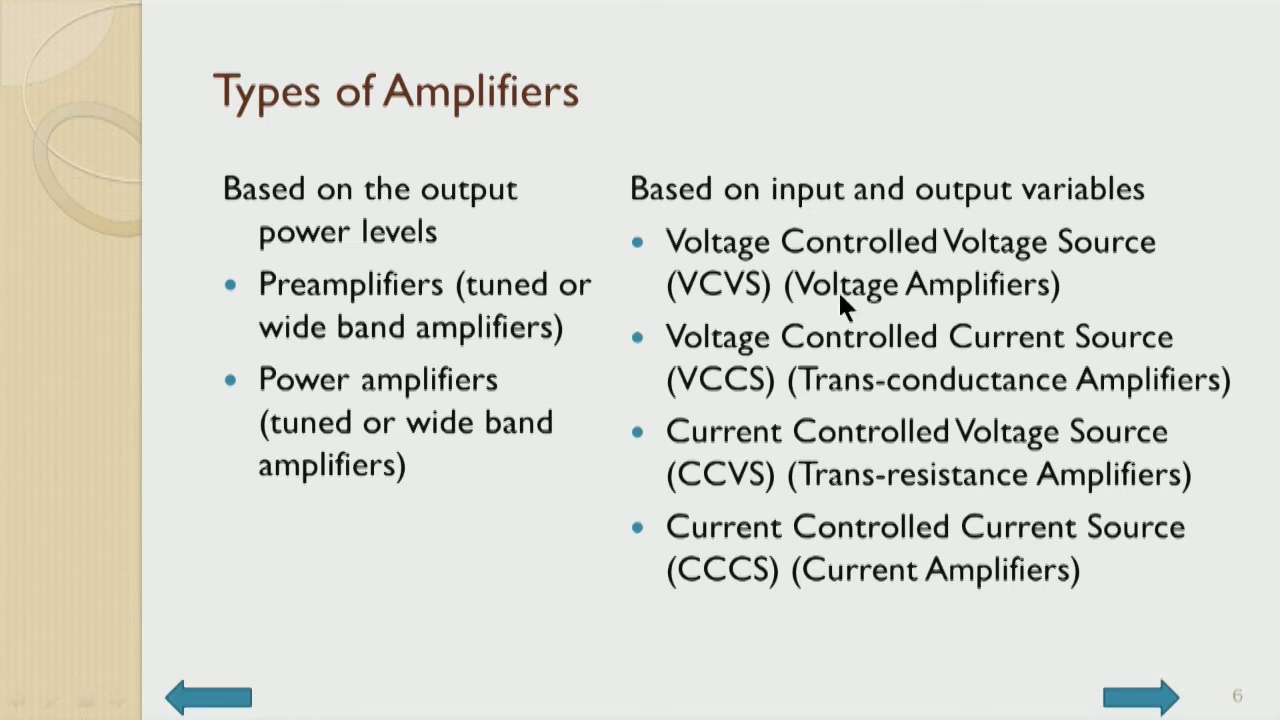 Types of Amplifiers
Based on the output
power levels
• Preamplifiers (tuned or
wide band amplifiers)
• Power amplifiers
(tuned or wide band
amplifiers)
Based on input and output variables
• Voltage Controlled Voltage Source
(VCVS) (Voltage Amplifiers)
• Voltage Controlled Current Source
(VCCS) (Trans-conductance Amplifiers)
• Current Controlled Voltage Source
(CCVS) (Trans-resistance Amplifiers)
• Current Controlled Current Source
(CCCS) (Current Amplifiers)
6